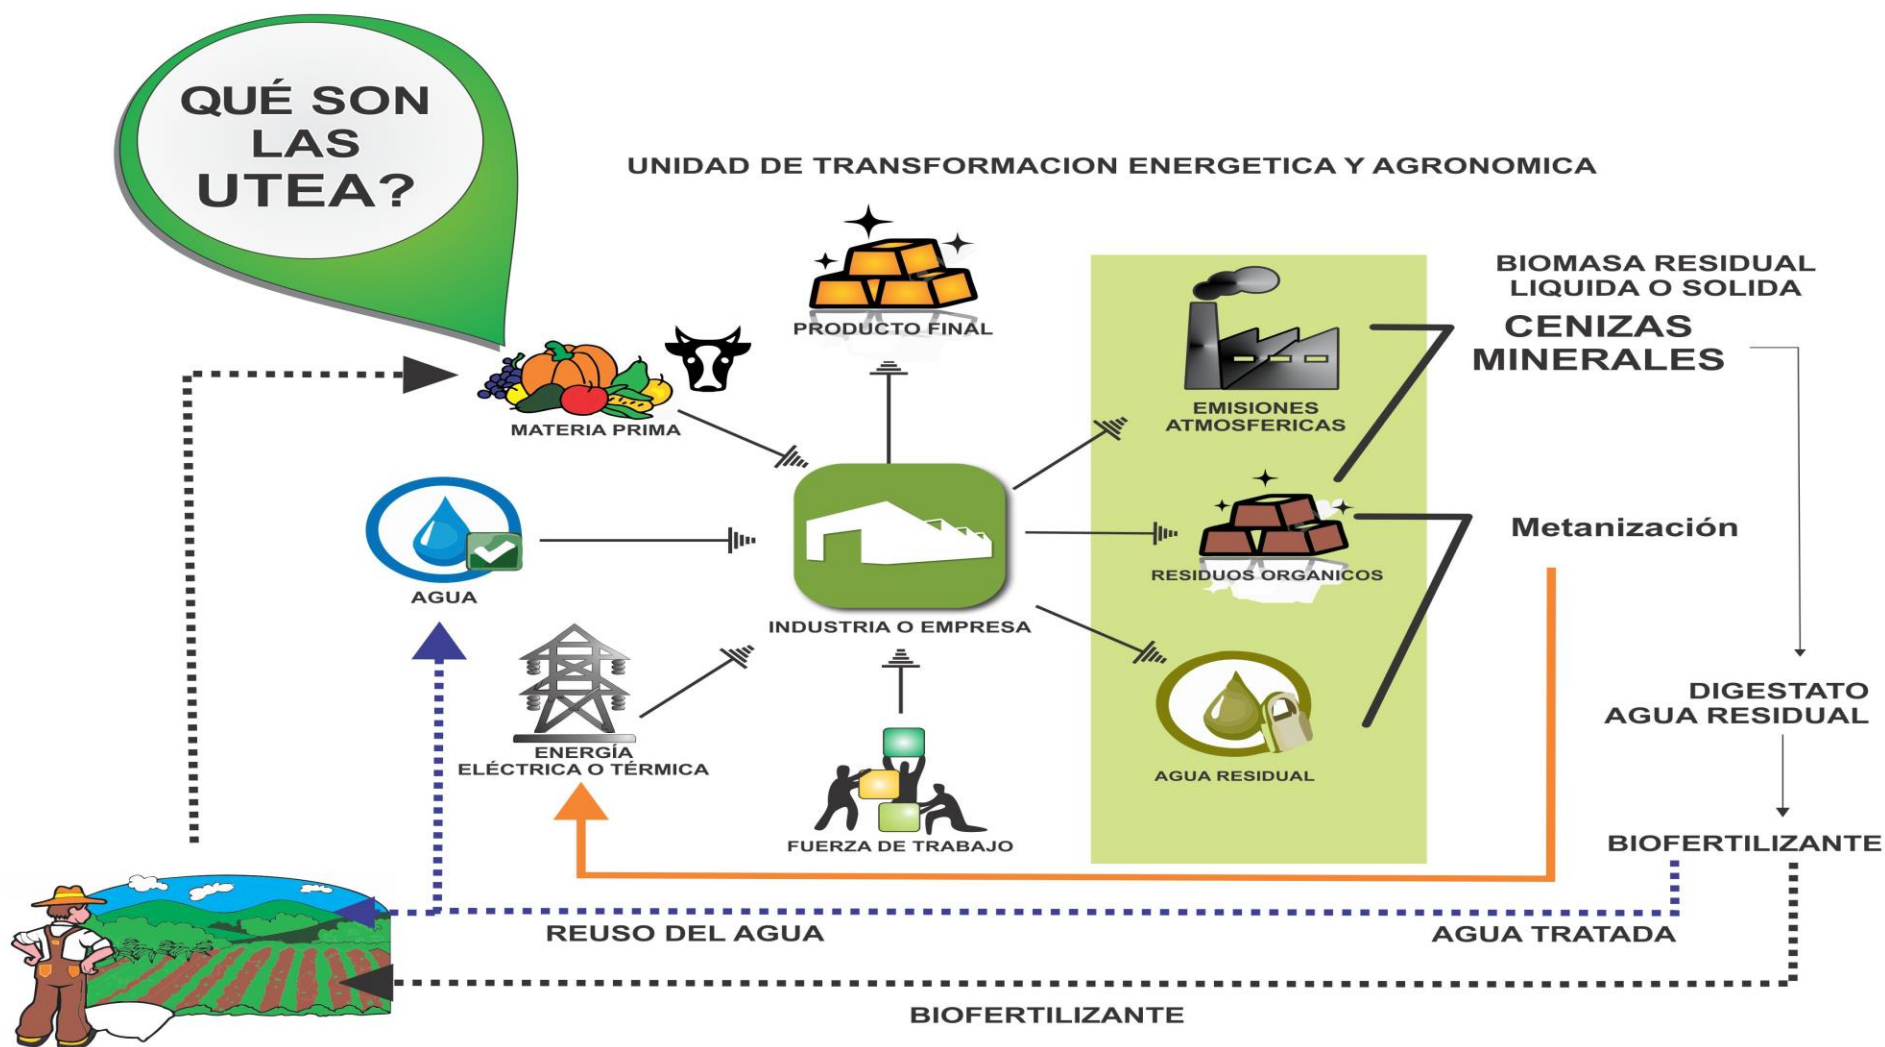 QUÉ SON
LAS
UTEA?
UNIDAD DE TRANSFORMACION ENERGETICA Y AGRONOMICA
PRODUCTO FINAL
BIOMASA RESIDUAL
LIQUIDA O SOLIDA
CENIZAS
MINERALES
MATERIA PRIMA
EMISIONES
ATMOSFERICAS
AGUA
INDUSTRIA O EMPRESA
RESIDUOS ORGANICOS
Metanización
ENERGÍA
ELÉCTRICA O TÉRMICA
FUERZA DE TRABAJO
AGUA RESIDUAL
DIGESTATO
AGUA RESIDUAL
BIOFERTILIZANTE
REUSO DEL AGUA
AGUA TRATADA
BIOFERTILIZANTE